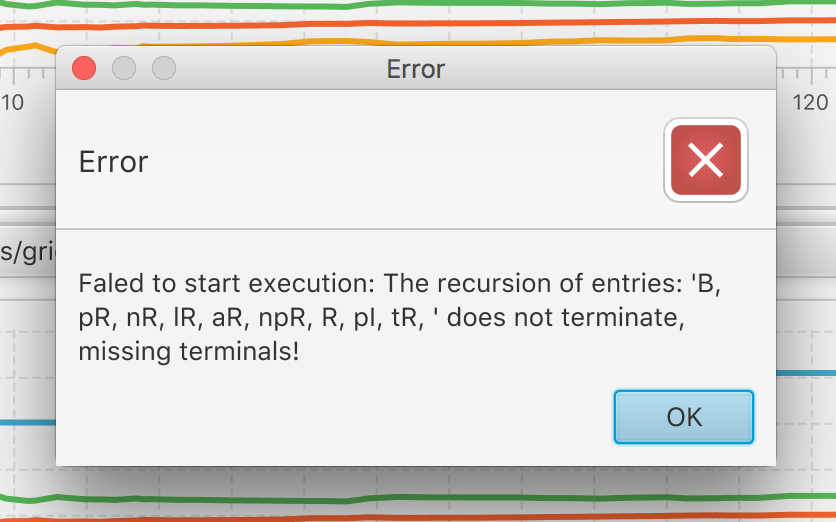 Error
10
120
Error
s/gri
Faled to start execution: The recursion of entries: 'B,
pR, nR, lR, aR, npR, R, pI, tR, ' does not terminate,
missing terminals!
OK